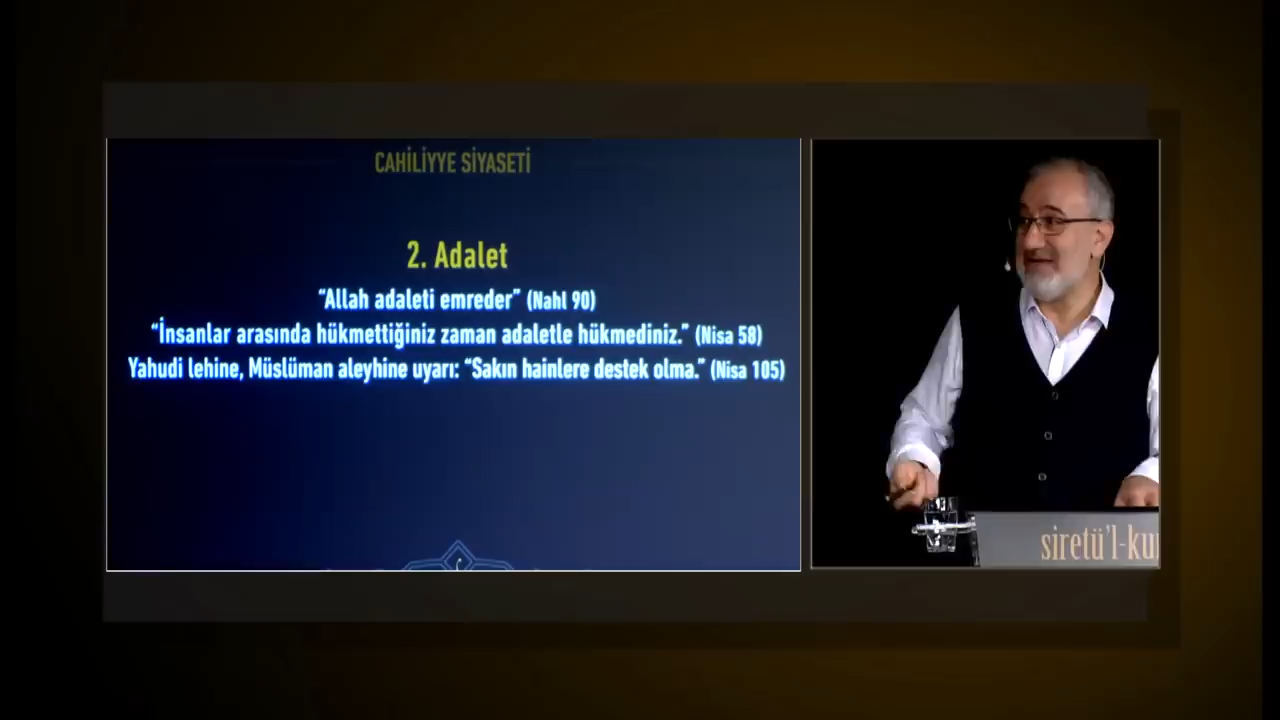 CAHİLİYYE SİYASETİ
2. Adalet
“Allah adaleti emreder” (Nahl 90)
“İnsanlar arasında hükmettiğiniz zaman adaletle hükmediniz.” (Nisa 58)
Yahudi lehine, Müslüman aleyhine uyarı: “Sakın hainlere destek olma.” (Nisa 105)
siretü’l-ku